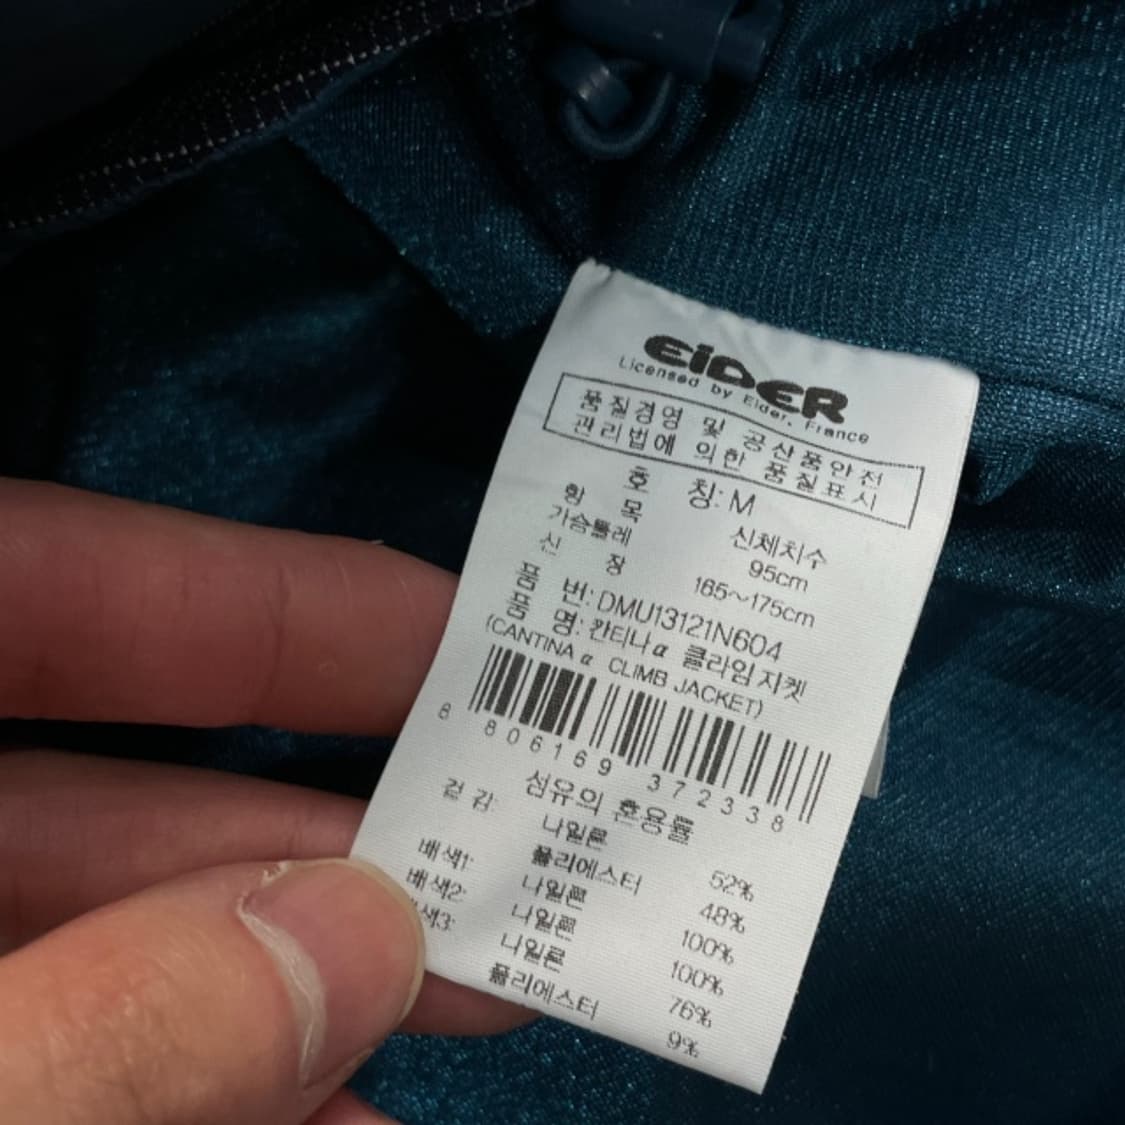 EiDER
Licensed by Eider, France
품질경영 및 공산품안전
관리법에 의한 품질표시
호 칭: M
항 목 신체치수
가슴둘레 95cm
신 장 165~175cm
품 번: DMU13121N604
품 명: 칸티나α 클라임자켓
(CANTINA α CLIMB JACKET)
8 806169 372338
섬유의 혼용률
겉감: 나일론 52%
폴리에스터 48%
배색1: 나일론 100%
배색2: 나일론 100%
색3: 나일론 76%
폴리에스터 9%